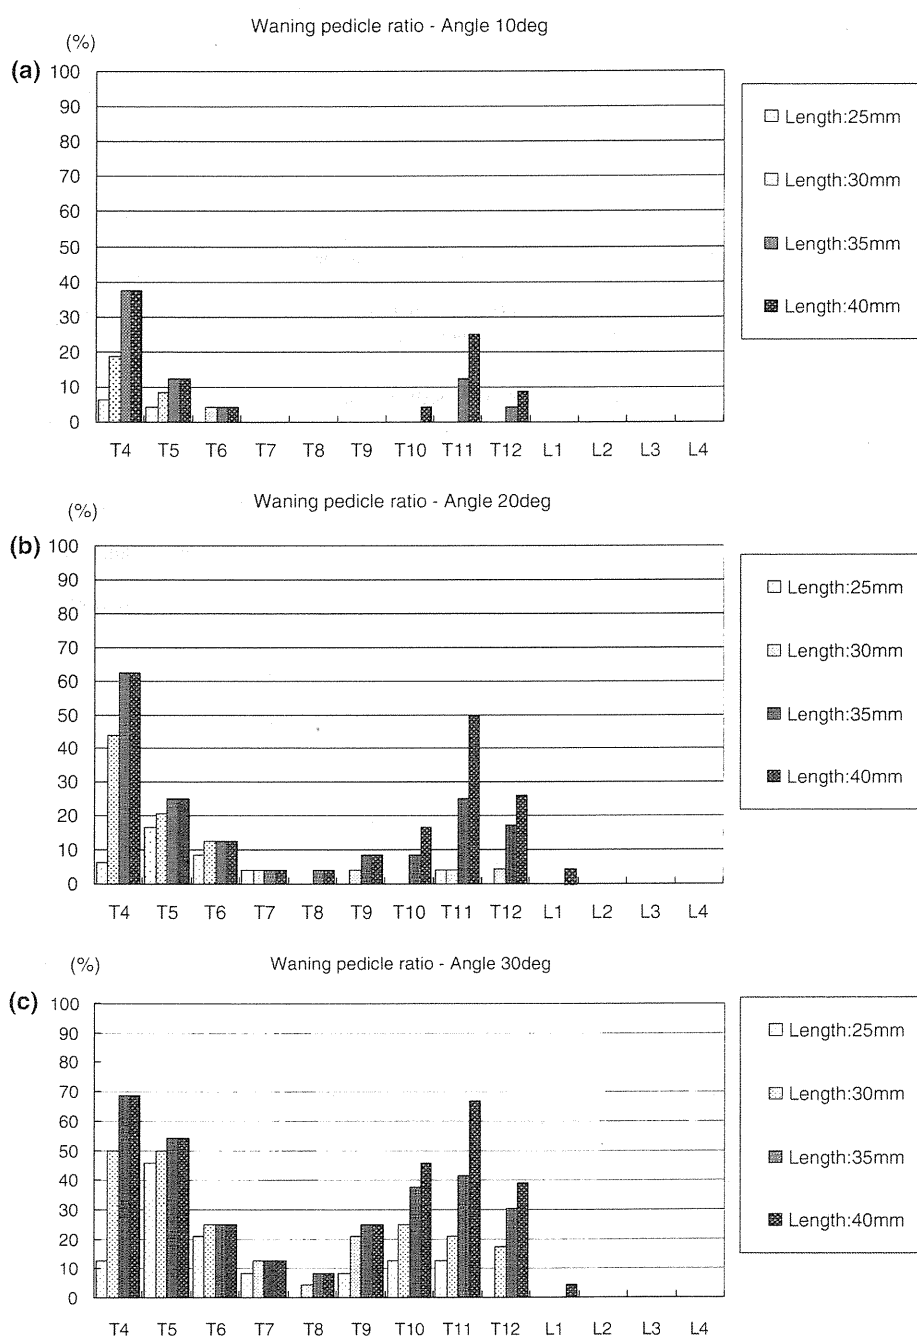 Waning pedicle ratio - Angle 10deg
(%)
(a)
100
90
80
70
60
50
40
30
20
10
0
T4 T5 T6 T7 T8 T9 T10 T11 T12 L1 L2 L3 L4
Length:25mm
Length:30mm
Length:35mm
Length:40mm
Waning pedicle ratio - Angle 20deg
(%)
(b)
100
90
80
70
60
50
40
30
20
10
0
T4 T5 T6 T7 T8 T9 T10 T11 T12 L1 L2 L3 L4
Length:25mm
Length:30mm
Length:35mm
Length:40mm
(%)
Waning pedicle ratio - Angle 30deg
(c)
100
90
80
70
60
50
40
30
20
10
0
T4 T5 T6 T7 T8 T9 T10 T11 T12 L1 L2 L3 L4
Length:25mm
Length:30mm
Length:35mm
Length:40mm